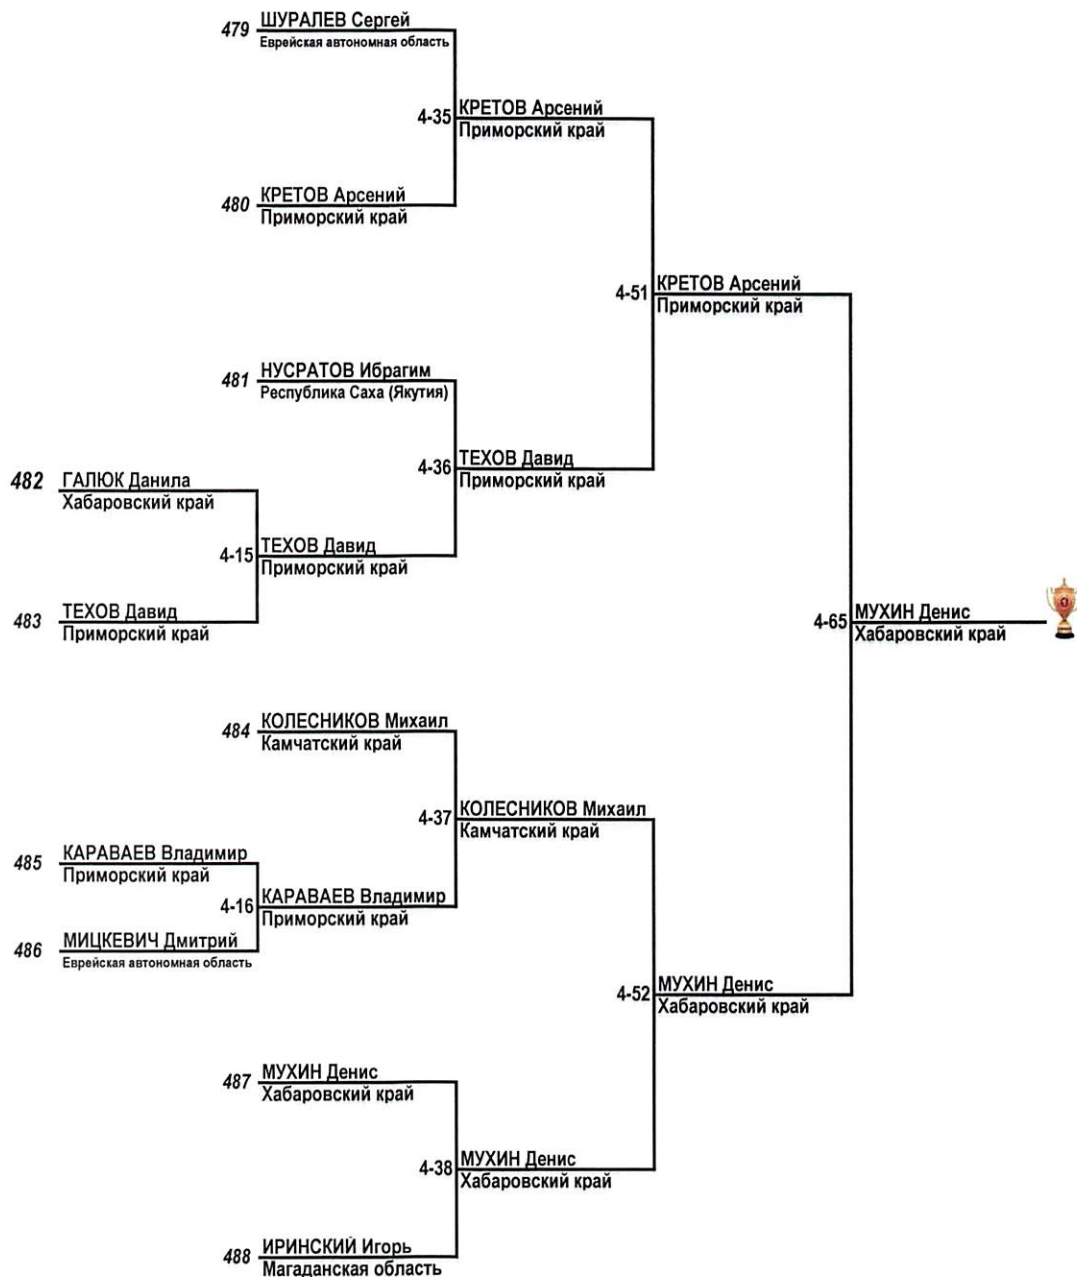 479 ШУРАЛЕВ Сергей
Еврейская автономная область
4-35 КРЕТОВ Арсений
Приморский край
480 КРЕТОВ Арсений
Приморский край
4-51 КРЕТОВ Арсений
Приморский край
481 НУСРАТОВ Ибрагим
Республика Саха (Якутия)
4-36 ТЕХОВ Давид
Приморский край
482 ГАЛЮК Данила
Хабаровский край
4-15 ТЕХОВ Давид
Приморский край
483 ТЕХОВ Давид
Приморский край
4-65 МУХИН Денис
Хабаровский край
484 КОЛЕСНИКОВ Михаил
Камчатский край
4-37 КОЛЕСНИКОВ Михаил
Камчатский край
485 КАРАВАЕВ Владимир
Приморский край
4-16 КАРАВАЕВ Владимир
Приморский край
486 МИЦКЕВИЧ Дмитрий
Еврейская автономная область
4-52 МУХИН Денис
Хабаровский край
487 МУХИН Денис
Хабаровский край
4-38 МУХИН Денис
Хабаровский край
488 ИРИНСКИЙ Игорь
Магаданская область